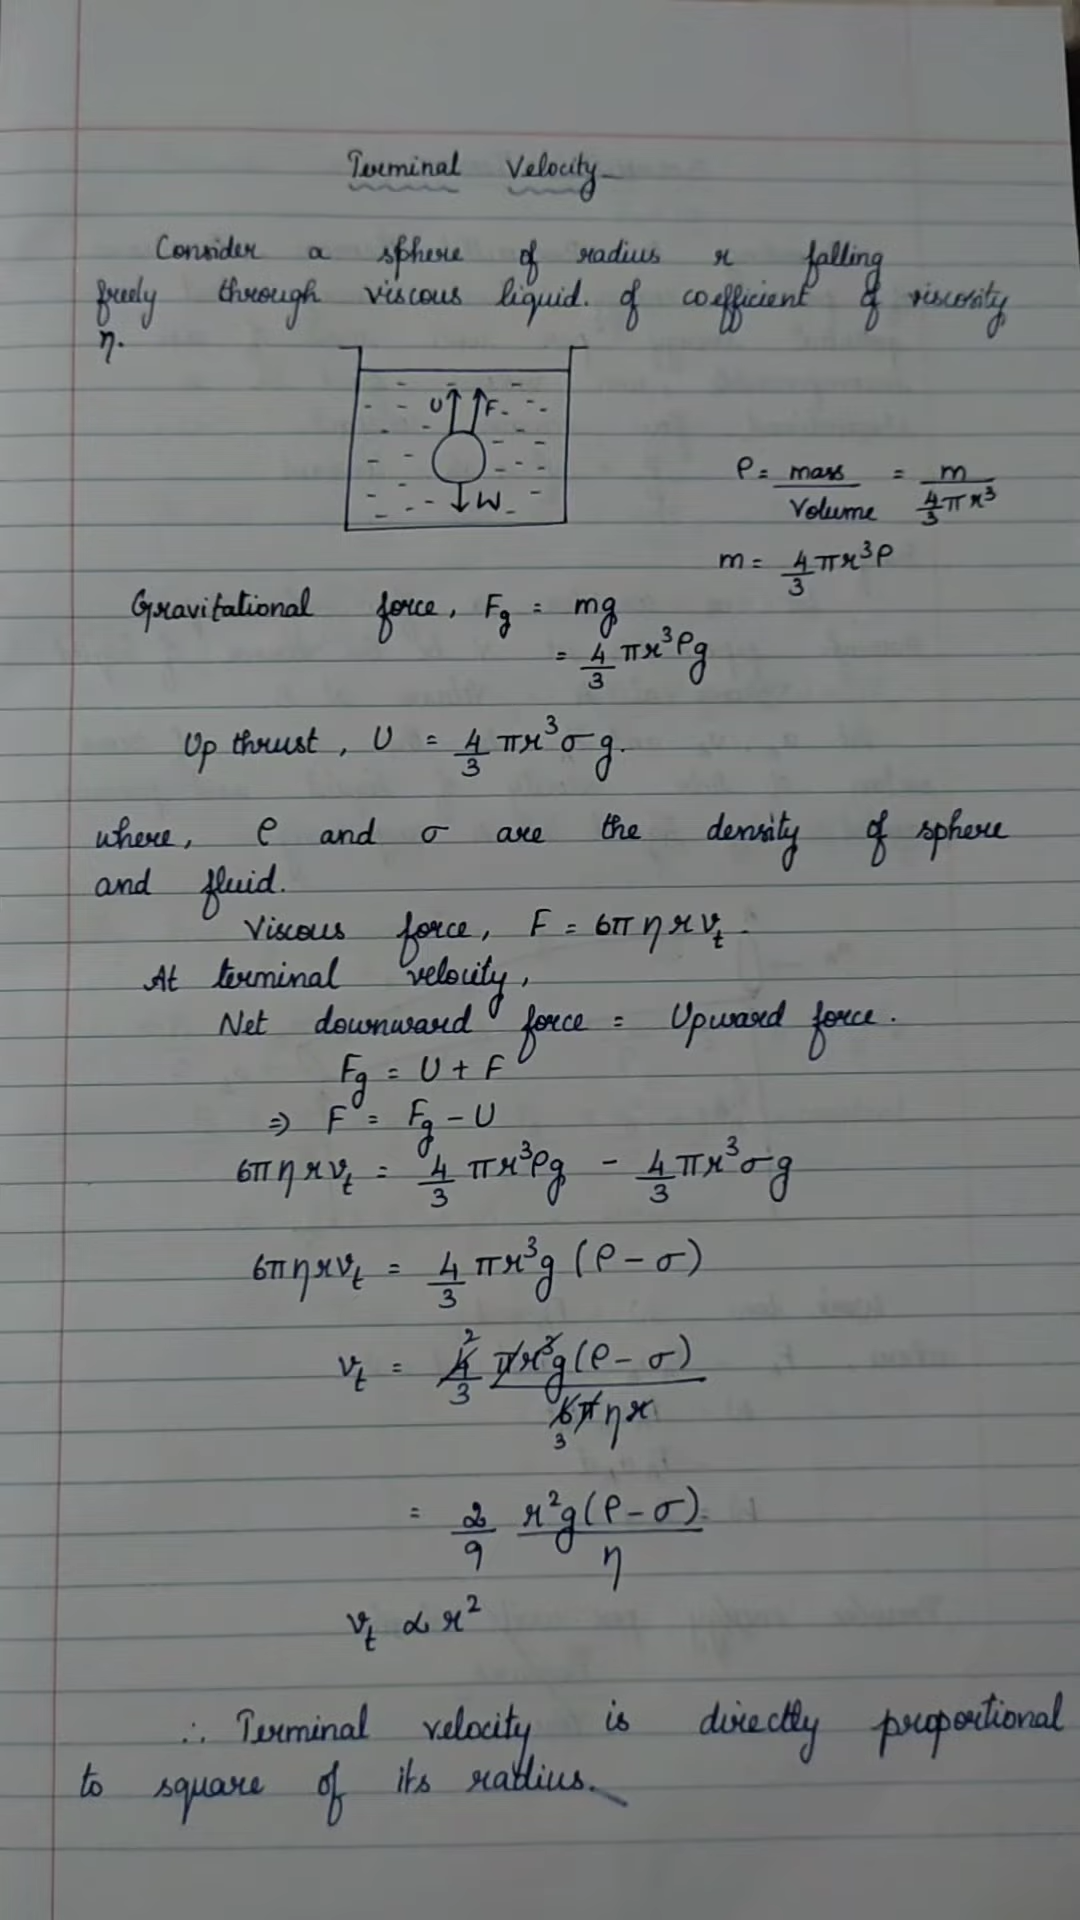 Terminal Velocity
Consider a sphere of radius r falling
freely through viscous liquid. of coefficient of viscosity
η.
U F
W
ρ = mass/Volume = m/(4/3 πr³)
m = 4/3 πr³ρ
Gravitational force, Fg = mg
= 4/3 πr³ρg
Up thrust, U = 4/3 πr³σg.
where, ρ and σ are the density of sphere
and fluid.
Viscous force, F = 6πηrvₜ.
At terminal velocity,
Net downward force = Upward force.
Fg = U + F
⇒ F = Fg - U
6πηrvₜ = 4/3 πr³ρg - 4/3 πr³σg
6πηrvₜ = 4/3 πr³g (ρ - σ)
vₜ = 4/3 2 πr³g(ρ - σ)/6πηr 3
= 2/9 r²g(ρ - σ)/η
vₜ ∝ r²
∴ Terminal velocity is directly proportional
to square of its radius.